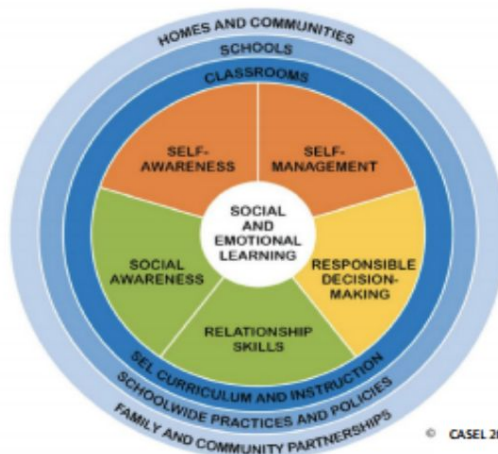 HOMES AND COMMUNITIES
SCHOOLS
CLASSROOMS
SELF-
AWARENESS
SELF-
MANAGEMENT
SOCIAL
AND
EMOTIONAL
LEARNING
SOCIAL
AWARENESS
RESPONSIBLE
DECISION-
MAKING
RELATIONSHIP
SKILLS
SEL CURRICULUM AND INSTRUCTION
SCHOOLWIDE PRACTICES AND POLICIES
FAMILY AND COMMUNITY PARTNERSHIPS
© CASEL